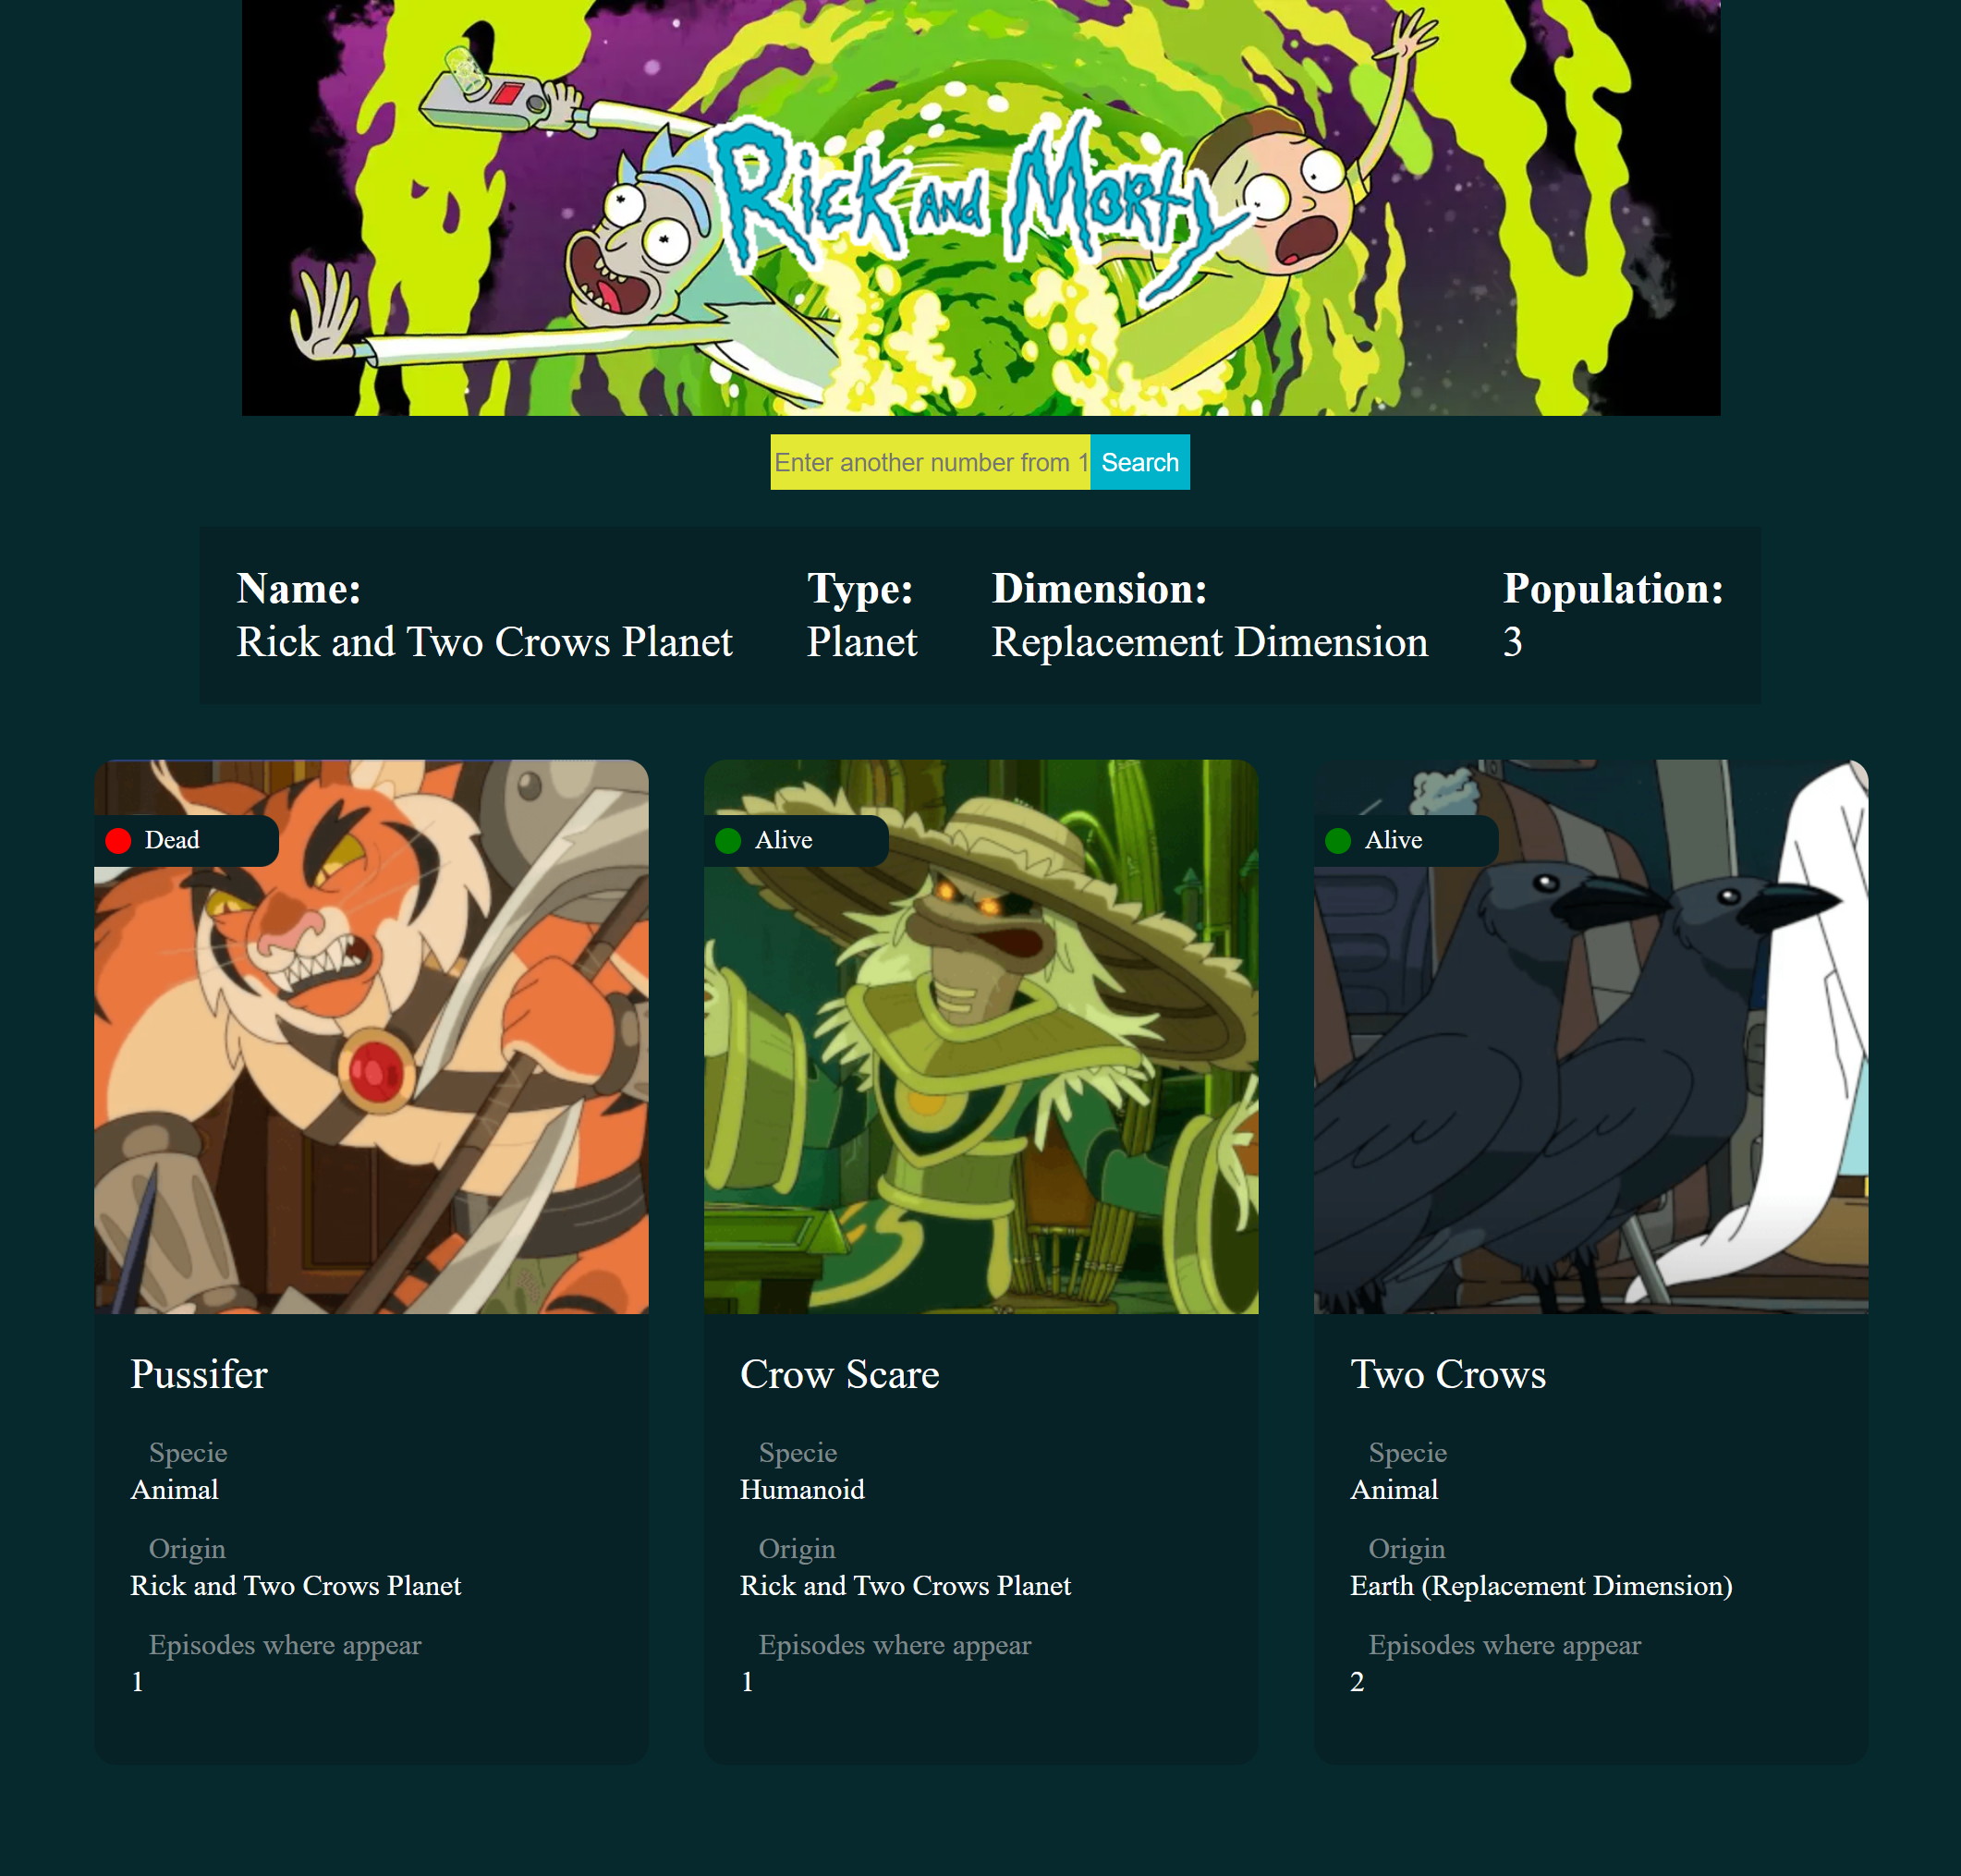 Rick and Morty
Enter another number from 1
Search
Name:
Rick and Two Crows Planet
Type:
Planet
Dimension:
Replacement Dimension
Population:
3
Dead
Pussifer
Specie
Animal
Origin
Rick and Two Crows Planet
Episodes where appear
1
Alive
Crow Scare
Specie
Humanoid
Origin
Rick and Two Crows Planet
Episodes where appear
1
Alive
Two Crows
Specie
Animal
Origin
Earth (Replacement Dimension)
Episodes where appear
2